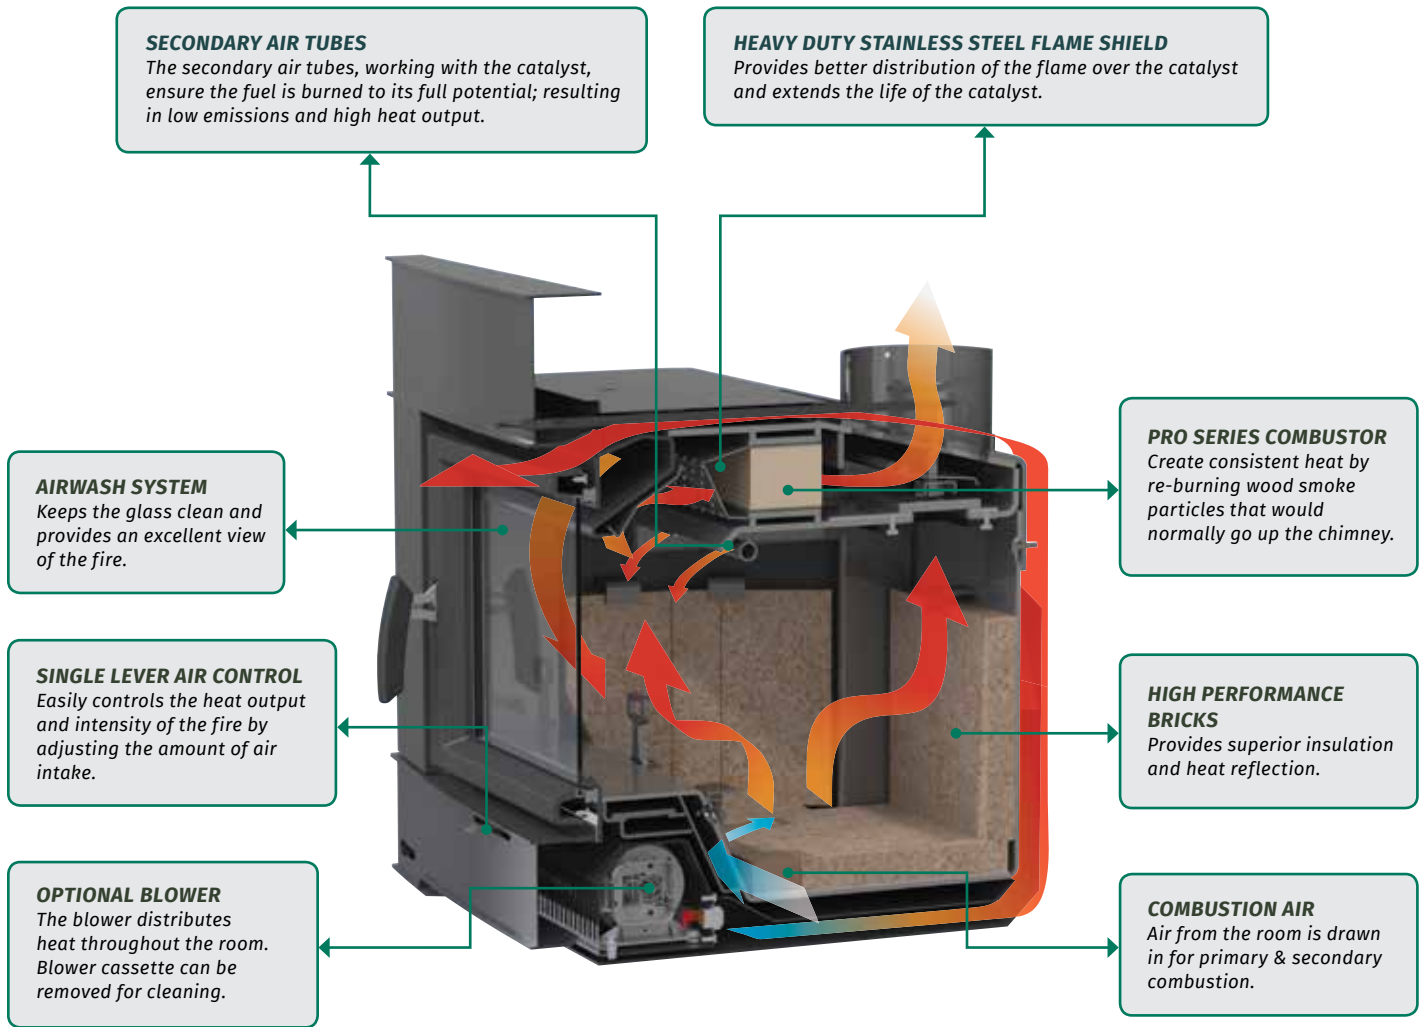 SECONDARY AIR TUBES
The secondary air tubes, working with the catalyst,
ensure the fuel is burned to its full potential; resulting
in low emissions and high heat output.
HEAVY DUTY STAINLESS STEEL FLAME SHIELD
Provides better distribution of the flame over the catalyst
and extends the life of the catalyst.
AIRWASH SYSTEM
Keeps the glass clean and
provides an excellent view
of the fire.
SINGLE LEVER AIR CONTROL
Easily controls the heat output
and intensity of the fire by
adjusting the amount of air
intake.
OPTIONAL BLOWER
The blower distributes
heat throughout the room.
Blower cassette can be
removed for cleaning.
PRO SERIES COMBUSTOR
Create consistent heat by
re-burning wood smoke
particles that would
normally go up the chimney.
HIGH PERFORMANCE
BRICKS
Provides superior insulation
and heat reflection.
COMBUSTION AIR
Air from the room is drawn
in for primary & secondary
combustion.